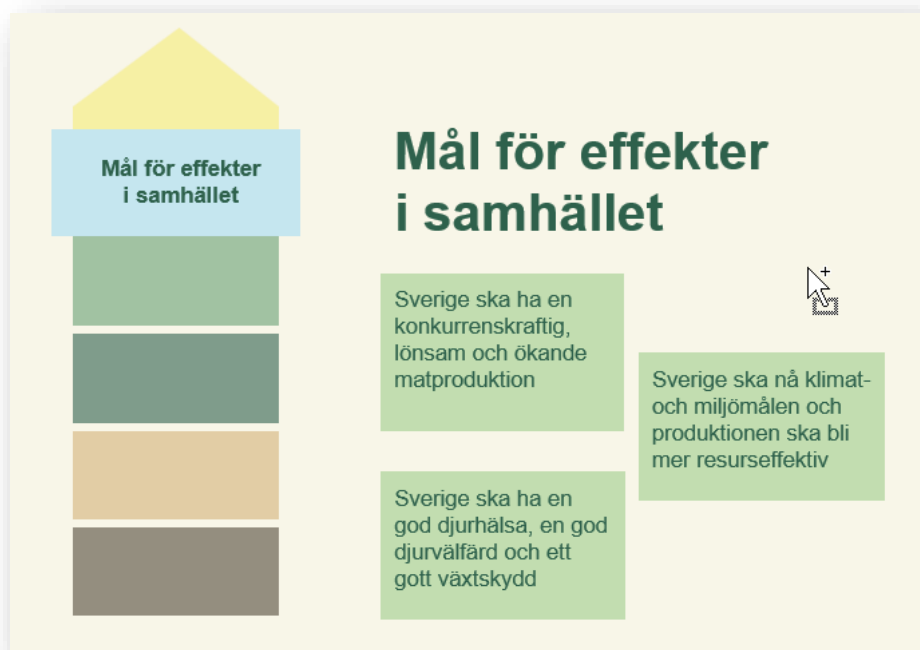 Mål för effekter
i samhället
Mål för effekter
i samhället
Sverige ska ha en
konkurrenskraftig,
lönsam och ökande
matproduktion
Sverige ska nå klimat-
och miljömålen och
produktionen ska bli
mer resurseffektiv
Sverige ska ha en
god djurhälsa, en god
djurvälfärd och ett
gott växtskydd